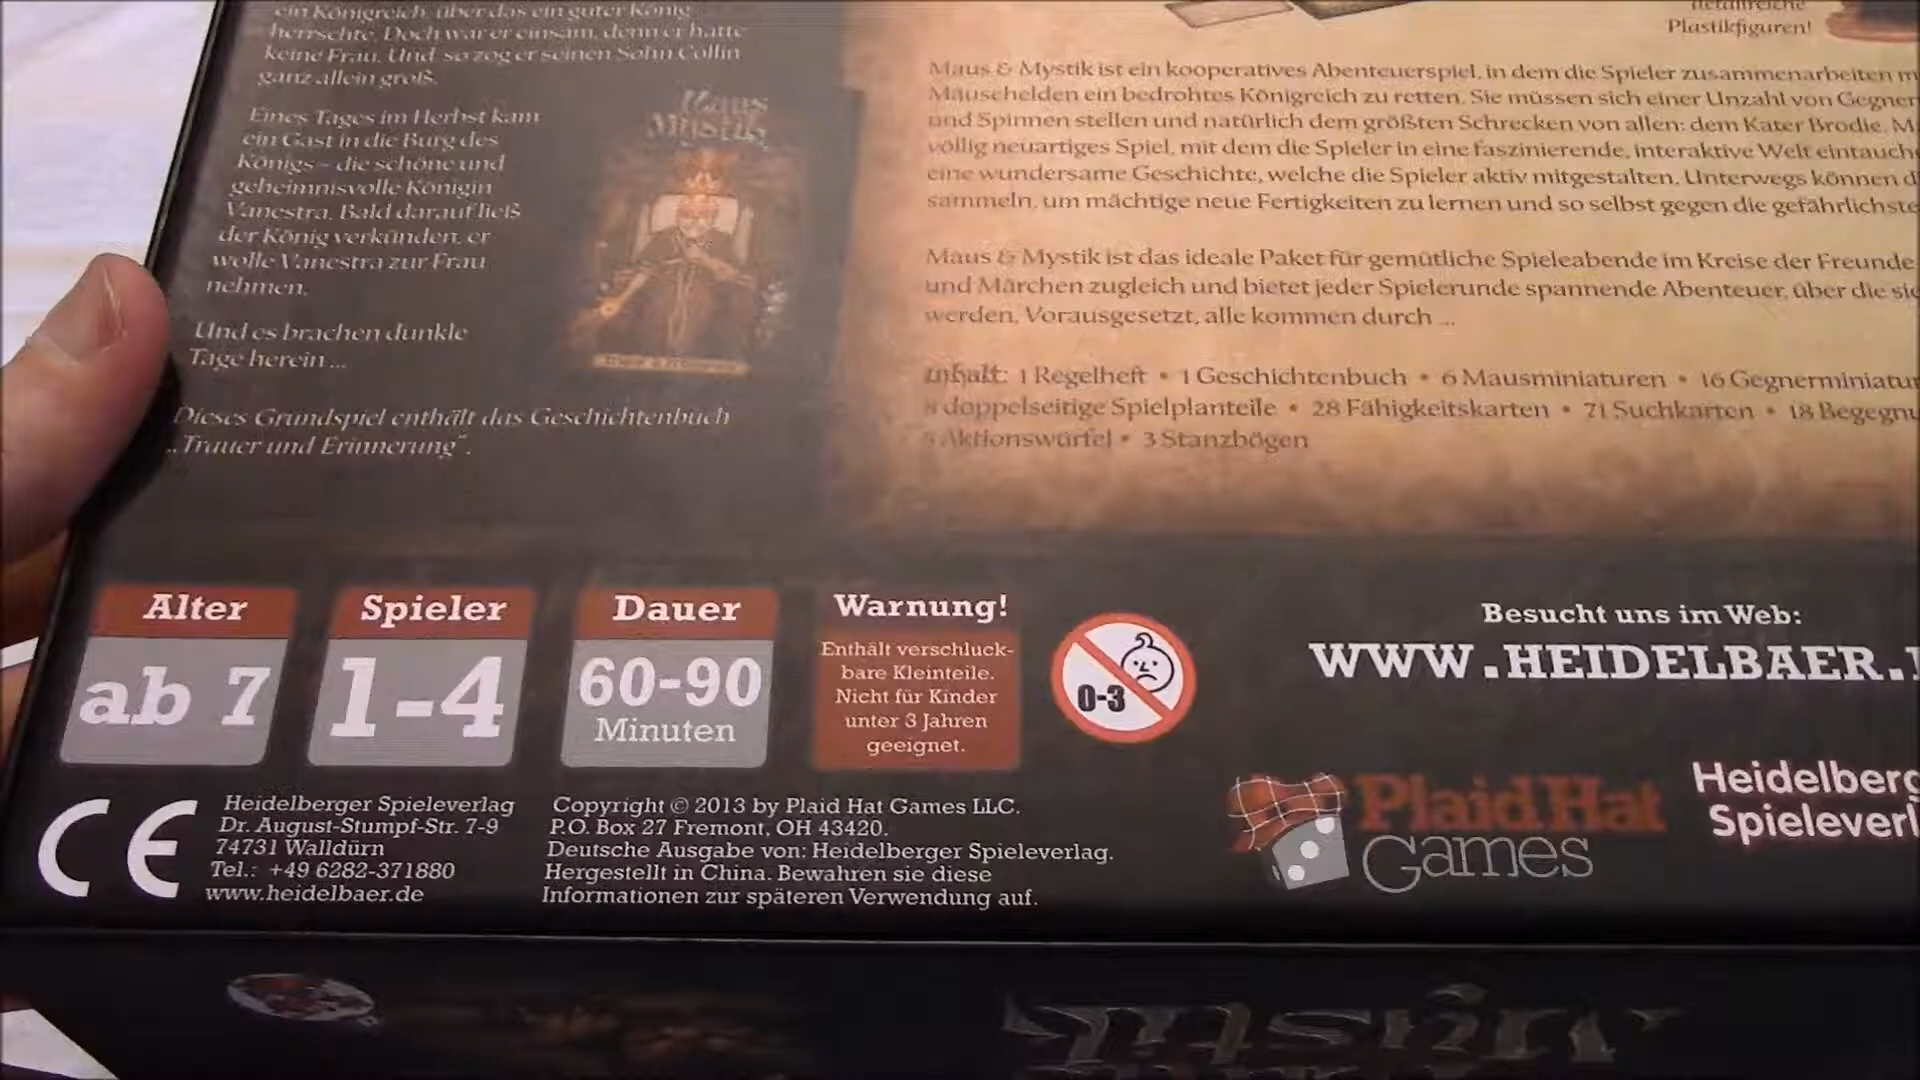 ein Königreich, über das ein guter König
herrschte. Doch war er einsam, denn er hatte
keine Frau. Und so zog er seinen Sohn Collin
ganz allein groß.
Eines Tages im Herbst kam
ein Gast in die Burg des
Königs – die schöne und
geheimnisvolle Königin
Vanestra. Bald darauf ließ
der König verkünden, er
wolle Vanestra zur Frau
nehmen.
Und es brachen dunkle
Tage herein ...
Dieses Grundspiel enthält das Geschichtenbuch
„Trauer und Erinnerung".
Maus
Mystik
Plastikfiguren!
Maus & Mystik ist ein kooperatives Abenteuerspiel, in dem die Spieler zusammenarbeiten
Mäusehelden ein bedrohtes Königreich zu retten. Sie müssen sich einer Unzahl von
und Spinnen stellen und natürlich dem größten Schrecken von allen: dem Kater Brodie.
völlig neuartiges Spiel, mit dem die Spieler in eine faszinierende, interaktive Welt
eine wundersame Geschichte, welche die Spieler aktiv mitgestalten. Unterwegs können
sammeln, um mächtige neue Fertigkeiten zu lernen und so selbst gegen die
Maus & Mystik ist das ideale Paket für gemütliche Spieleabende im Kreise der Freunde
und Märchen zugleich und bietet jeder Spielerunde spannende Abenteuer, über die
werden. Vorausgesetzt, alle kommen durch ...
Inhalt: 1 Regelheft • 1 Geschichtenbuch • 6 Mausminiaturen • 16
8 doppelseitige Spielplanteile • 28 Fähigkeitskarten • 71 Suchkarten • 18
5 Aktionswürfel • 3 Stanzbögen
Alter
ab 7
Spieler
1-4
Dauer
60-90
Minuten
Warnung!
Enthält verschluck-
bare Kleinteile.
Nicht für Kinder
unter 3 Jahren
geeignet.
0-3
Besucht uns im Web:
WWW.HEIDELBAER.
CE
Heidelberger Spieleverlag
Dr. August-Stumpf-Str. 7-9
74731 Walldürn
Tel.: +49 6282-371880
www.heidelbaer.de
Copyright © 2013 by Plaid Hat Games LLC.
P.O. Box 27 Fremont, OH 43420.
Deutsche Ausgabe von: Heidelberger Spieleverlag.
Hergestellt in China. Bewahren sie diese
Informationen zur späteren Verwendung auf.
Plaid Hat
Games
Heidelberg
Spieleverl
Mystik